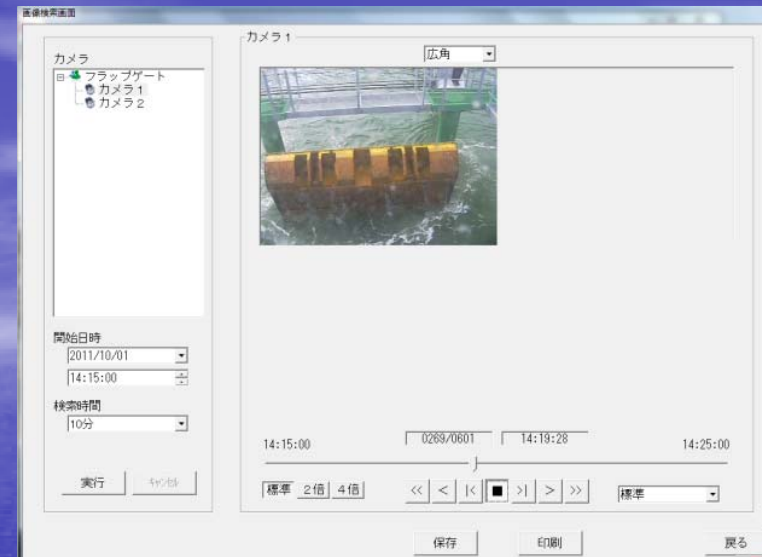 画像検索画面
カメラ
フラップゲート
カメラ1
カメラ2
開始日時
2011/10/01
14:15:00
検索時間
10分
実行
キャンセル
カメラ1
広角
14:15:00
0269/0601
14:19:28
14:25:00
標準 2倍 4倍
<< < |< ■ >| > >>
標準
保存
印刷
戻る